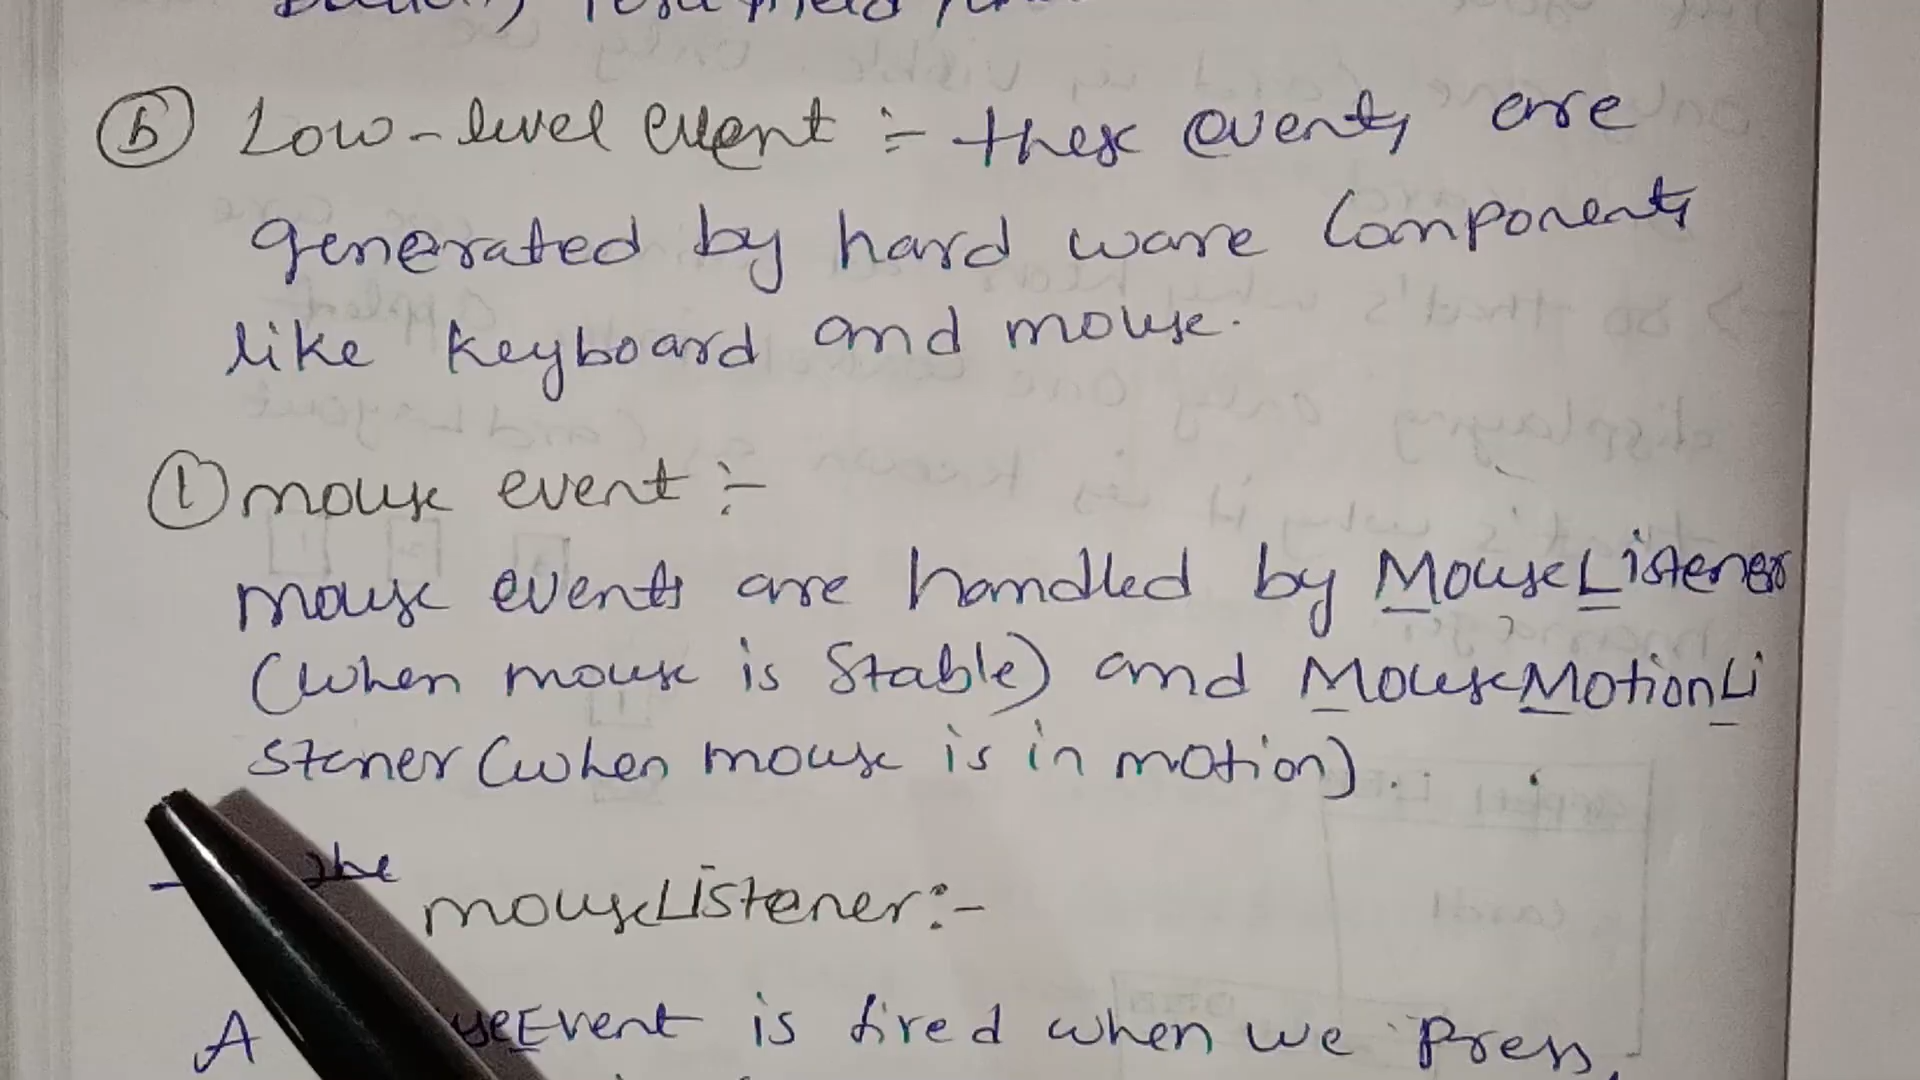 ⓑ Low-level event :- these events are
generated by hard ware Components
like keyboard and mouse.
① mouse event :-
mouse events are handled by MouseListener
(when mouse is Stable) and MouseMotionLi
stener (when mouse is in motion).
the
mouseListener:-
A Event is fired when we Press,